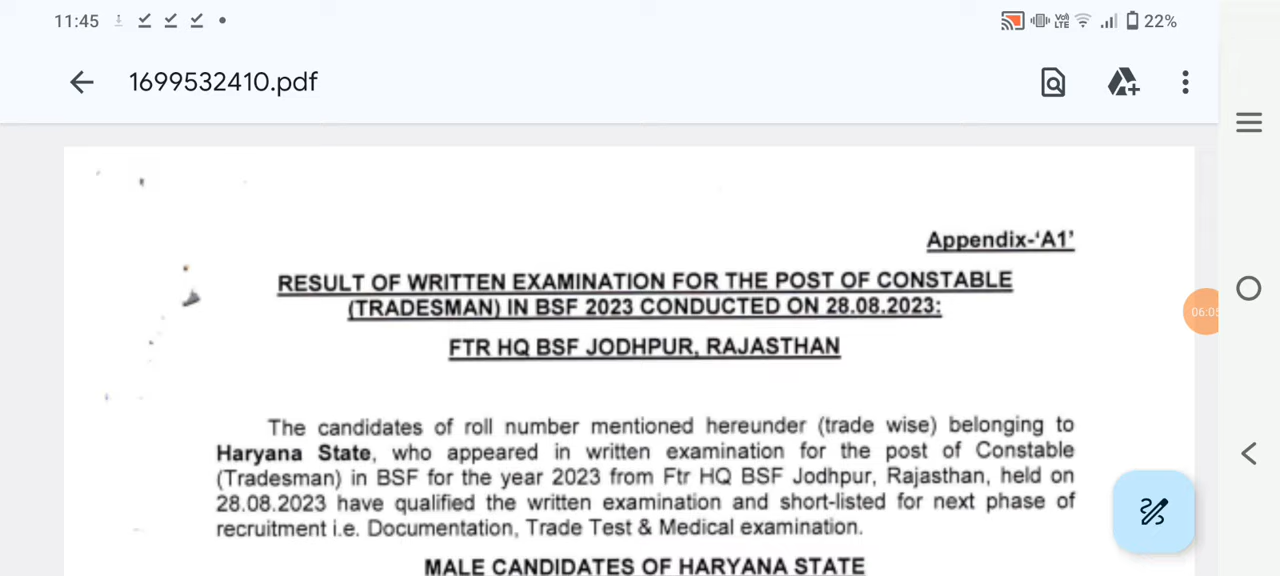 11:45
Vo) LTE
22%
1699532410.pdf
Appendix-'A1'
RESULT OF WRITTEN EXAMINATION FOR THE POST OF CONSTABLE
(TRADESMAN) IN BSF 2023 CONDUCTED ON 28.08.2023:
FTR HQ BSF JODHPUR, RAJASTHAN
06:05
The candidates of roll number mentioned hereunder (trade wise) belonging to
Haryana State, who appeared in written examination for the post of Constable
(Tradesman) in BSF for the year 2023 from Ftr HQ BSF Jodhpur, Rajasthan, held on
28.08.2023 have qualified the written examination and short-listed for next phase of
recruitment i.e. Documentation, Trade Test & Medical examination.
MALE CANDIDATES OF HARYANA STATE